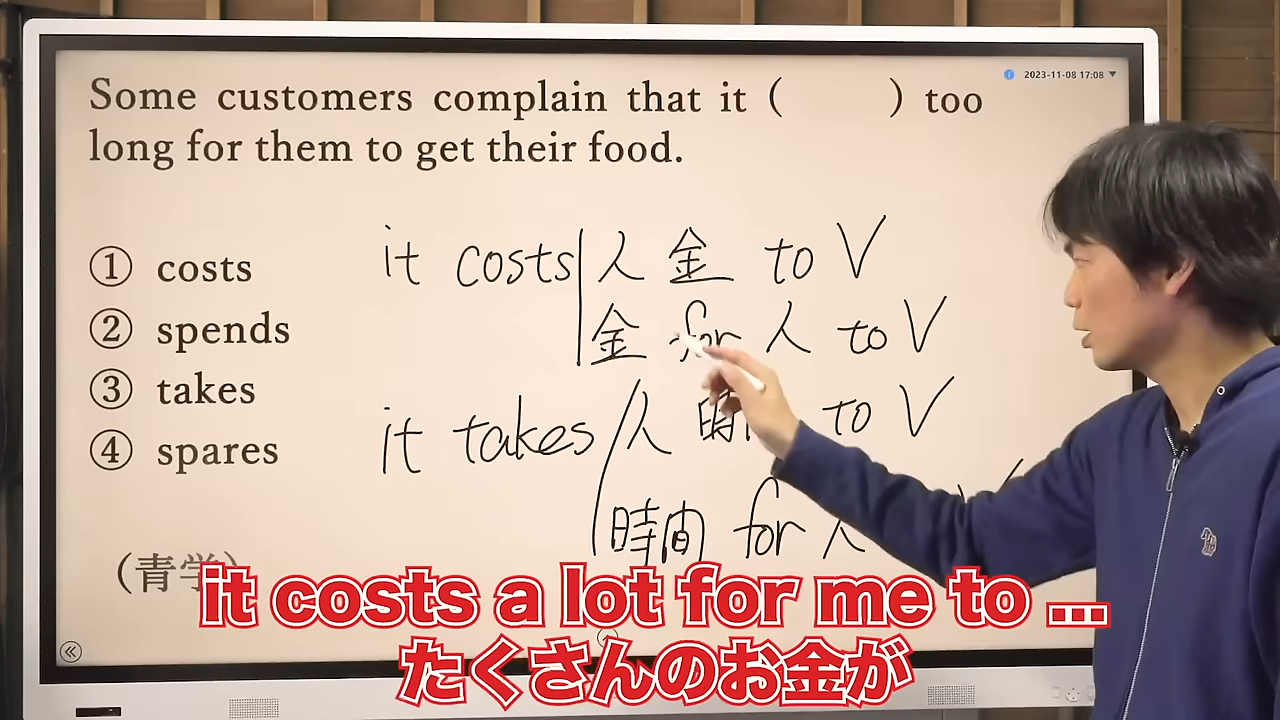 2023-11-08 17:08
Some customers complain that it ( ) too
long for them to get their food.
① costs
② spends
③ takes
④ spares
it costs 人 金 to V
金 for 人 to V
it takes 人 時 to V
時間 for 人
(青学)
it costs a lot for me to ...
たくさんのお金が